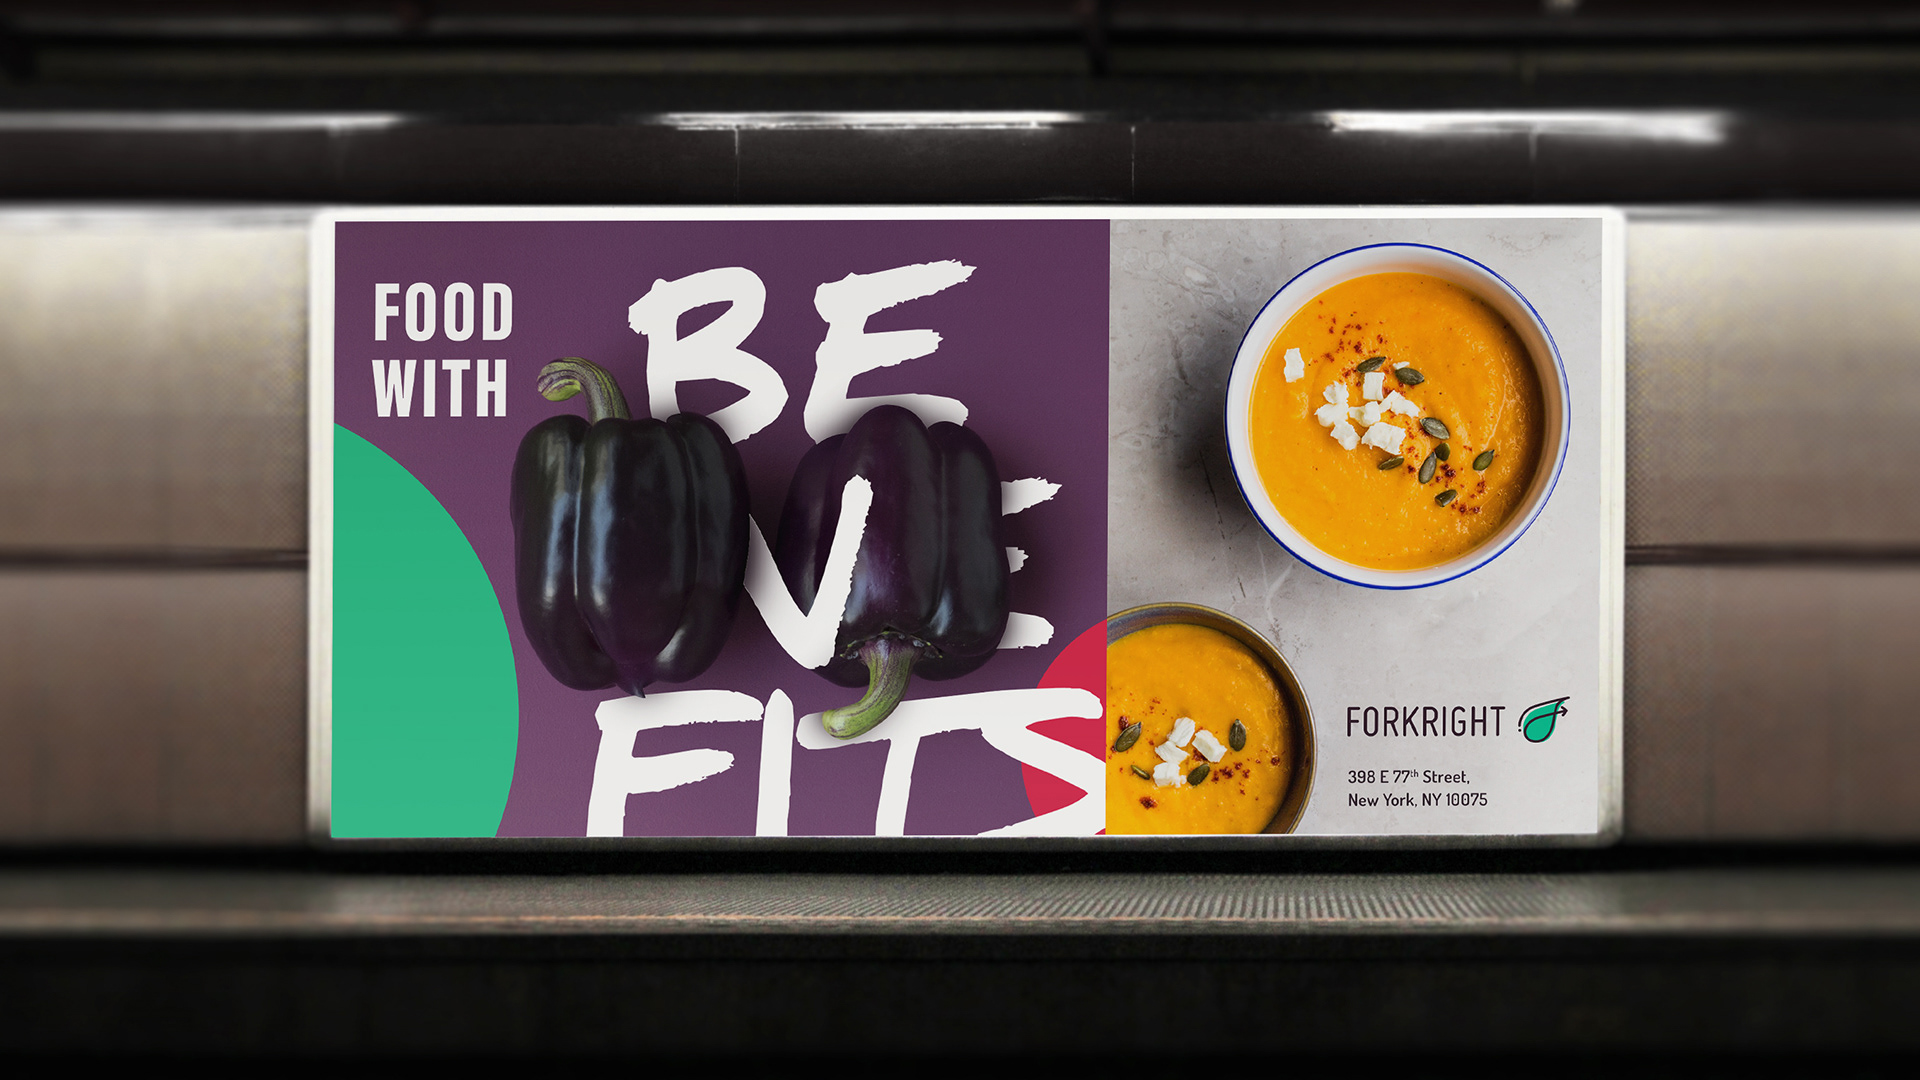 FOOD
WITH
BE
NE
FITS
FORKRIGHT
398 E 77th Street,
New York, NY 10075